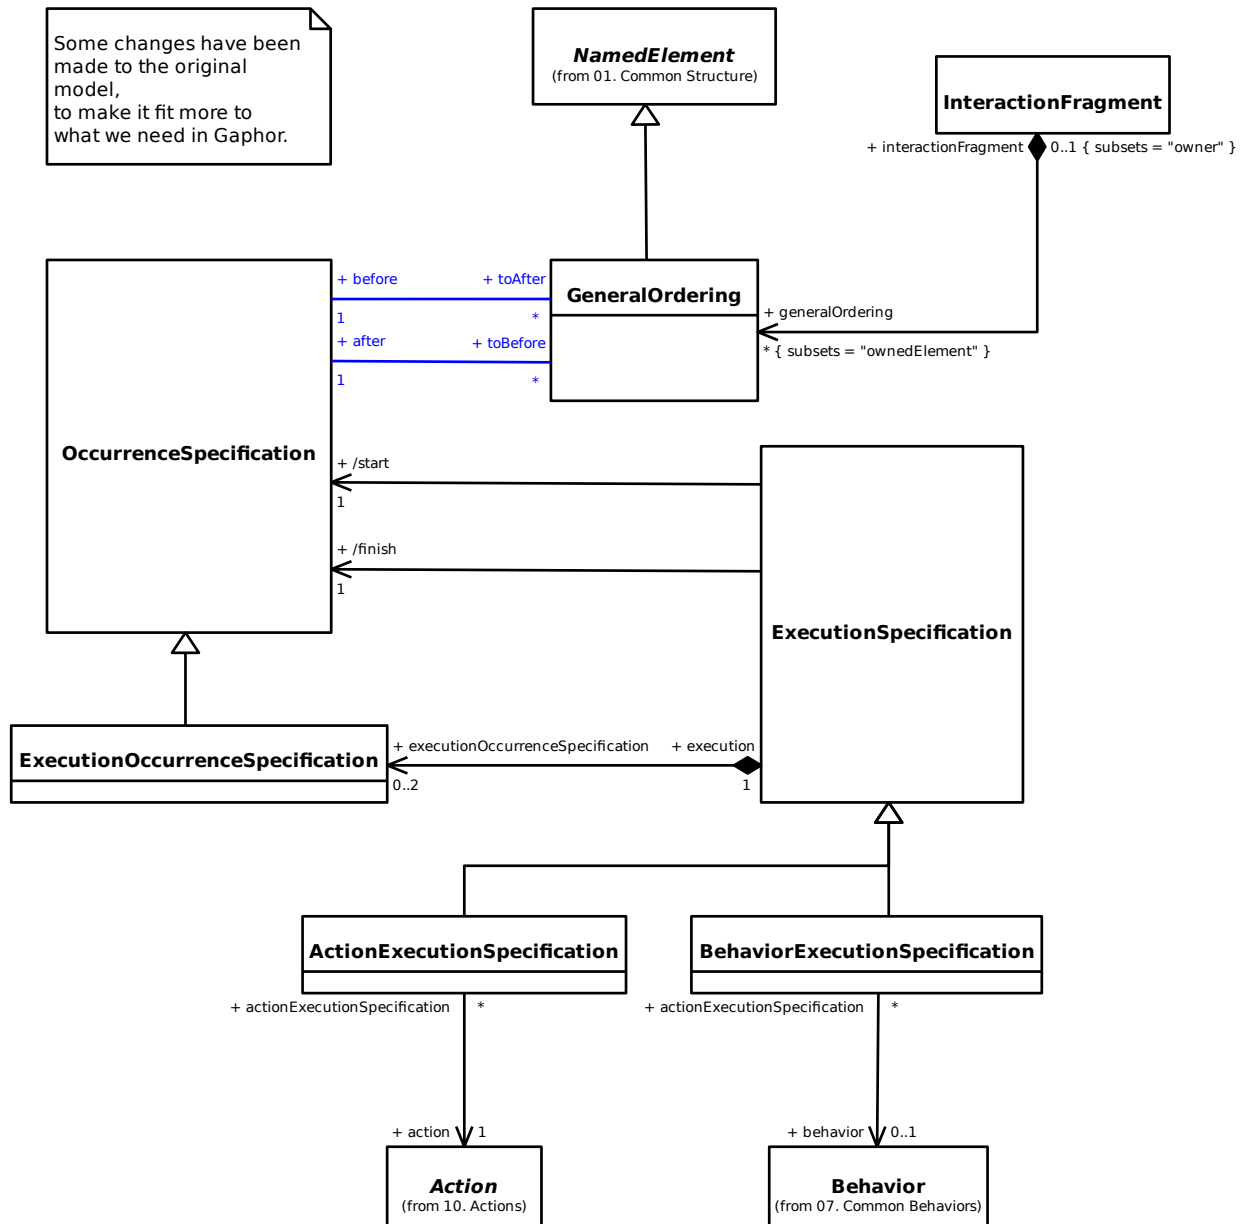 Some changes have been
made to the original
model,
to make it fit more to
what we need in Gaphor.
NamedElement
(from 01. Common Structure)
InteractionFragment
+ interactionFragment
0..1 { subsets = "owner" }
+ before
+ toAfter
1
*
+ after
+ toBefore
1
*
GeneralOrdering
+ generalOrdering
* { subsets = "ownedElement" }
OccurrenceSpecification
+ /start
1
+ /finish
1
ExecutionSpecification
ExecutionOccurrenceSpecification
+ executionOccurrenceSpecification
+ execution
0..2
1
ActionExecutionSpecification
BehaviorExecutionSpecification
+ actionExecutionSpecification
*
+ actionExecutionSpecification
*
+ action
1
+ behavior
0..1
Action
(from 10. Actions)
Behavior
(from 07. Common Behaviors)